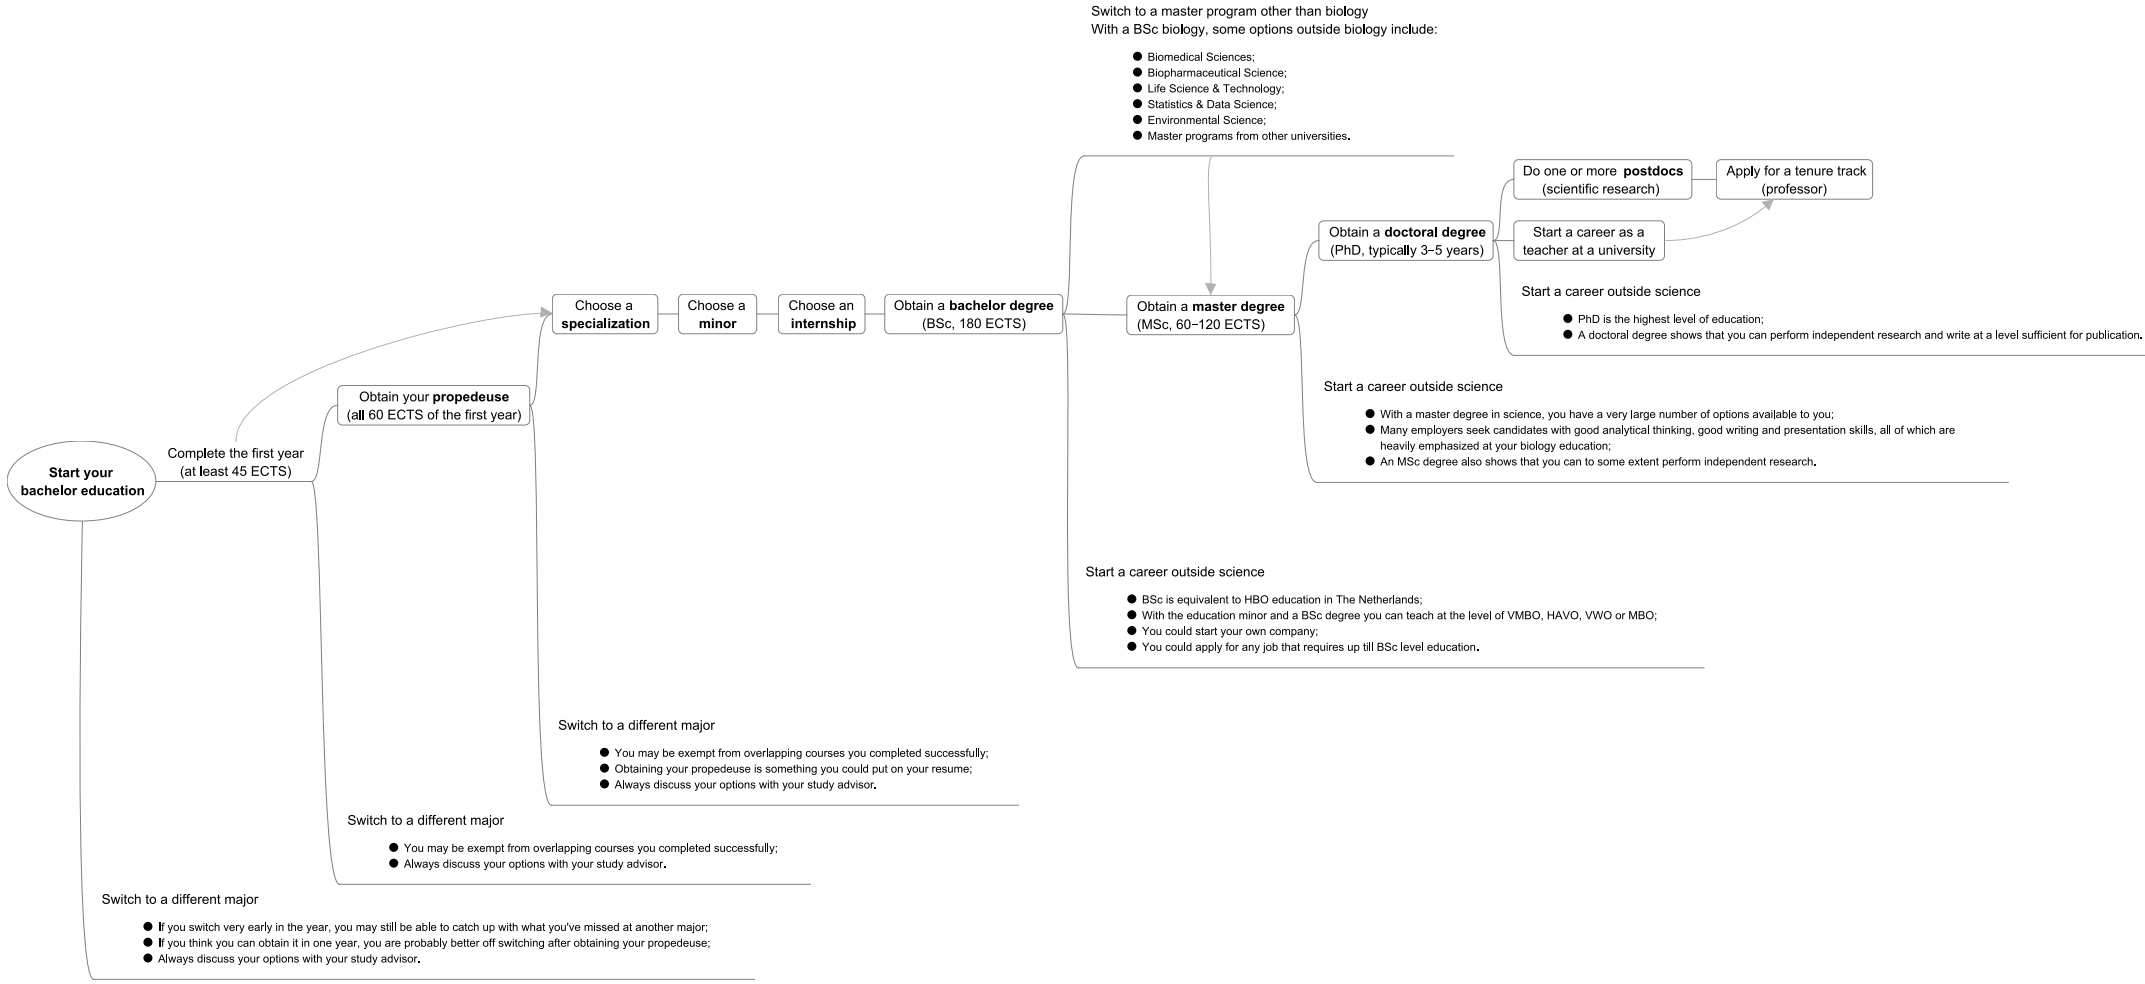 Switch to a master program other than biology
With a BSc biology, some options outside biology include:
● Biomedical Sciences;
● Biopharmaceutical Science;
● Life Science & Technology;
● Statistics & Data Science;
● Environmental Science;
● Master programs from other universities.
Do one or more postdocs
(scientific research)
Apply for a tenure track
(professor)
Obtain a doctoral degree
(PhD, typically 3–5 years)
Start a career as a
teacher at a university
Start a career outside science
● PhD is the highest level of education;
● A doctoral degree shows that you can perform independent research and write at a level sufficient for publication.
Choose a
specialization
Choose a
minor
Choose an
internship
Obtain a bachelor degree
(BSc, 180 ECTS)
Obtain a master degree
(MSc, 60–120 ECTS)
Start a career outside science
● With a master degree in science, you have a very large number of options available to you;
● Many employers seek candidates with good analytical thinking, good writing and presentation skills, all of which are
heavily emphasized at your biology education;
● An MSc degree also shows that you can to some extent perform independent research.
Obtain your propedeuse
(all 60 ECTS of the first year)
Complete the first year
(at least 45 ECTS)
Start your
bachelor education
Start a career outside science
● BSc is equivalent to HBO education in The Netherlands;
● With the education minor and a BSc degree you can teach at the level of VMBO, HAVO, VWO or MBO;
● You could start your own company;
● You could apply for any job that requires up till BSc level education.
Switch to a different major
● You may be exempt from overlapping courses you completed successfully;
● Obtaining your propedeuse is something you could put on your resume;
● Always discuss your options with your study advisor.
Switch to a different major
● You may be exempt from overlapping courses you completed successfully;
● Always discuss your options with your study advisor.
Switch to a different major
● If you switch very early in the year, you may still be able to catch up with what you've missed at another major;
● If you think you can obtain it in one year, you are probably better off switching after obtaining your propedeuse;
● Always discuss your options with your study advisor.